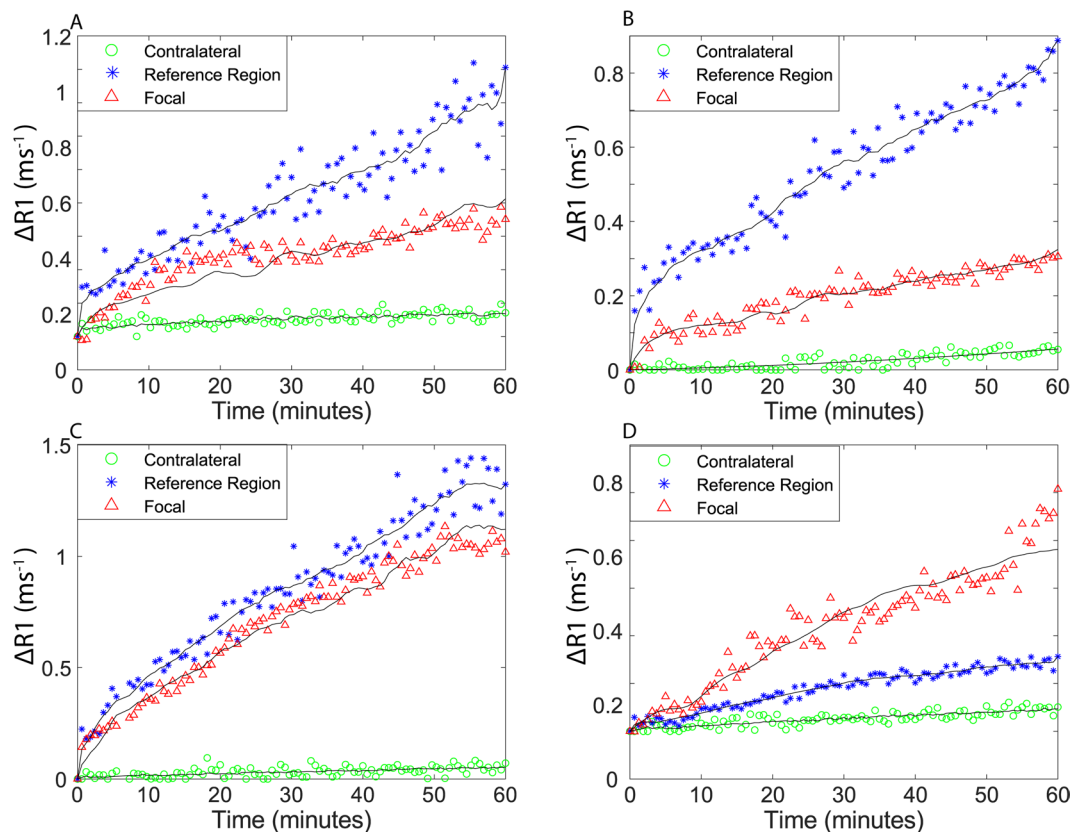 A
1.2
1
0.8
0.6
0.4
0.2
0
ΔR1 (ms-1)
Contralateral
Reference Region
Focal
0 10 20 30 40 50 60
Time (minutes)
B
0.8
0.6
0.4
0.2
0
ΔR1 (ms-1)
Contralateral
Reference Region
Focal
0 10 20 30 40 50 60
Time (minutes)
C
1.5
1
0.5
0
ΔR1 (ms-1)
Contralateral
Reference Region
Focal
0 10 20 30 40 50 60
Time (minutes)
D
0.8
0.6
0.4
0.2
0
ΔR1 (ms-1)
Contralateral
Reference Region
Focal
0 10 20 30 40 50 60
Time (minutes)